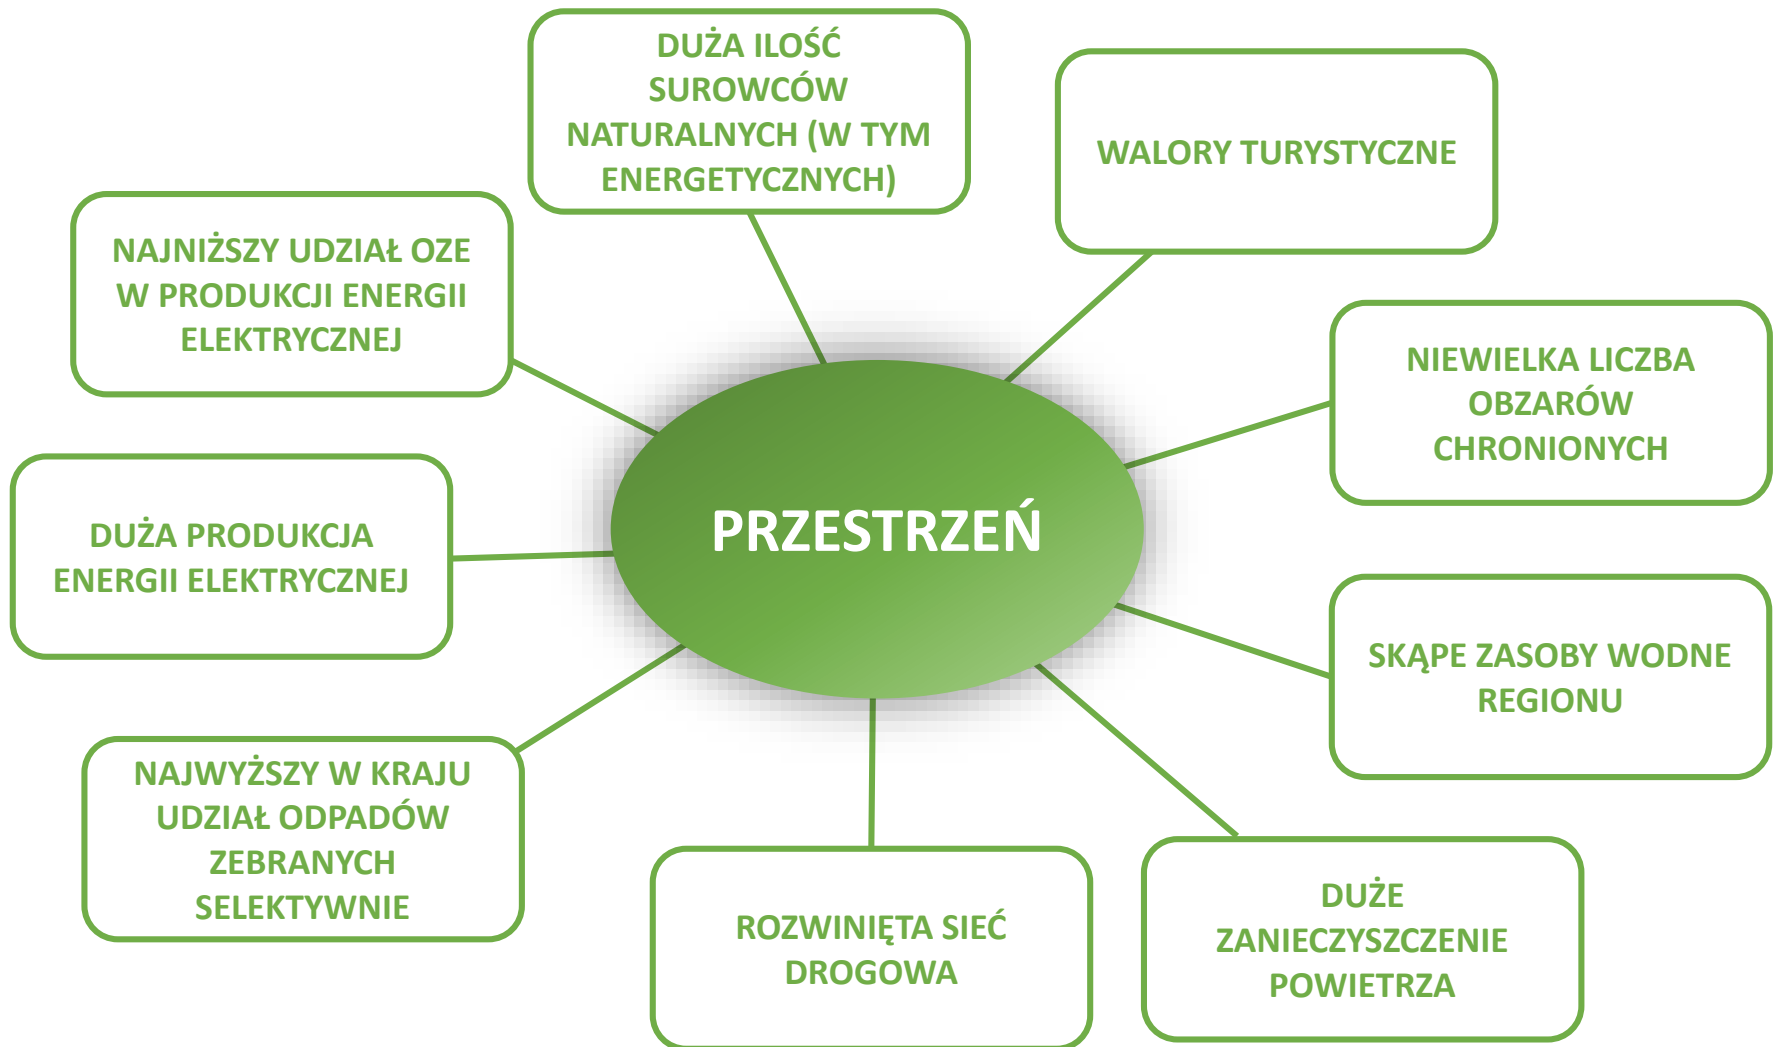 DUŻA ILOŚĆ
SUROWCÓW
NATURALNYCH (W TYM
ENERGETYCZNYCH)
WALORY TURYSTYCZNE
NAJNIŻSZY UDZIAŁ OZE
W PRODUKCJI ENERGII
ELEKTRYCZNEJ
NIEWIELKA LICZBA
OBZARÓW
CHRONIONYCH
PRZESTRZEŃ
DUŻA PRODUKCJA
ENERGII ELEKTRYCZNEJ
SKĄPE ZASOBY WODNE
REGIONU
NAJWYŻSZY W KRAJU
UDZIAŁ ODPADÓW
ZEBRANYCH
SELEKTYWNIE
ROZWINIĘTA SIEĆ
DROGOWA
DUŻE
ZANIECZYSZCZENIE
POWIETRZA